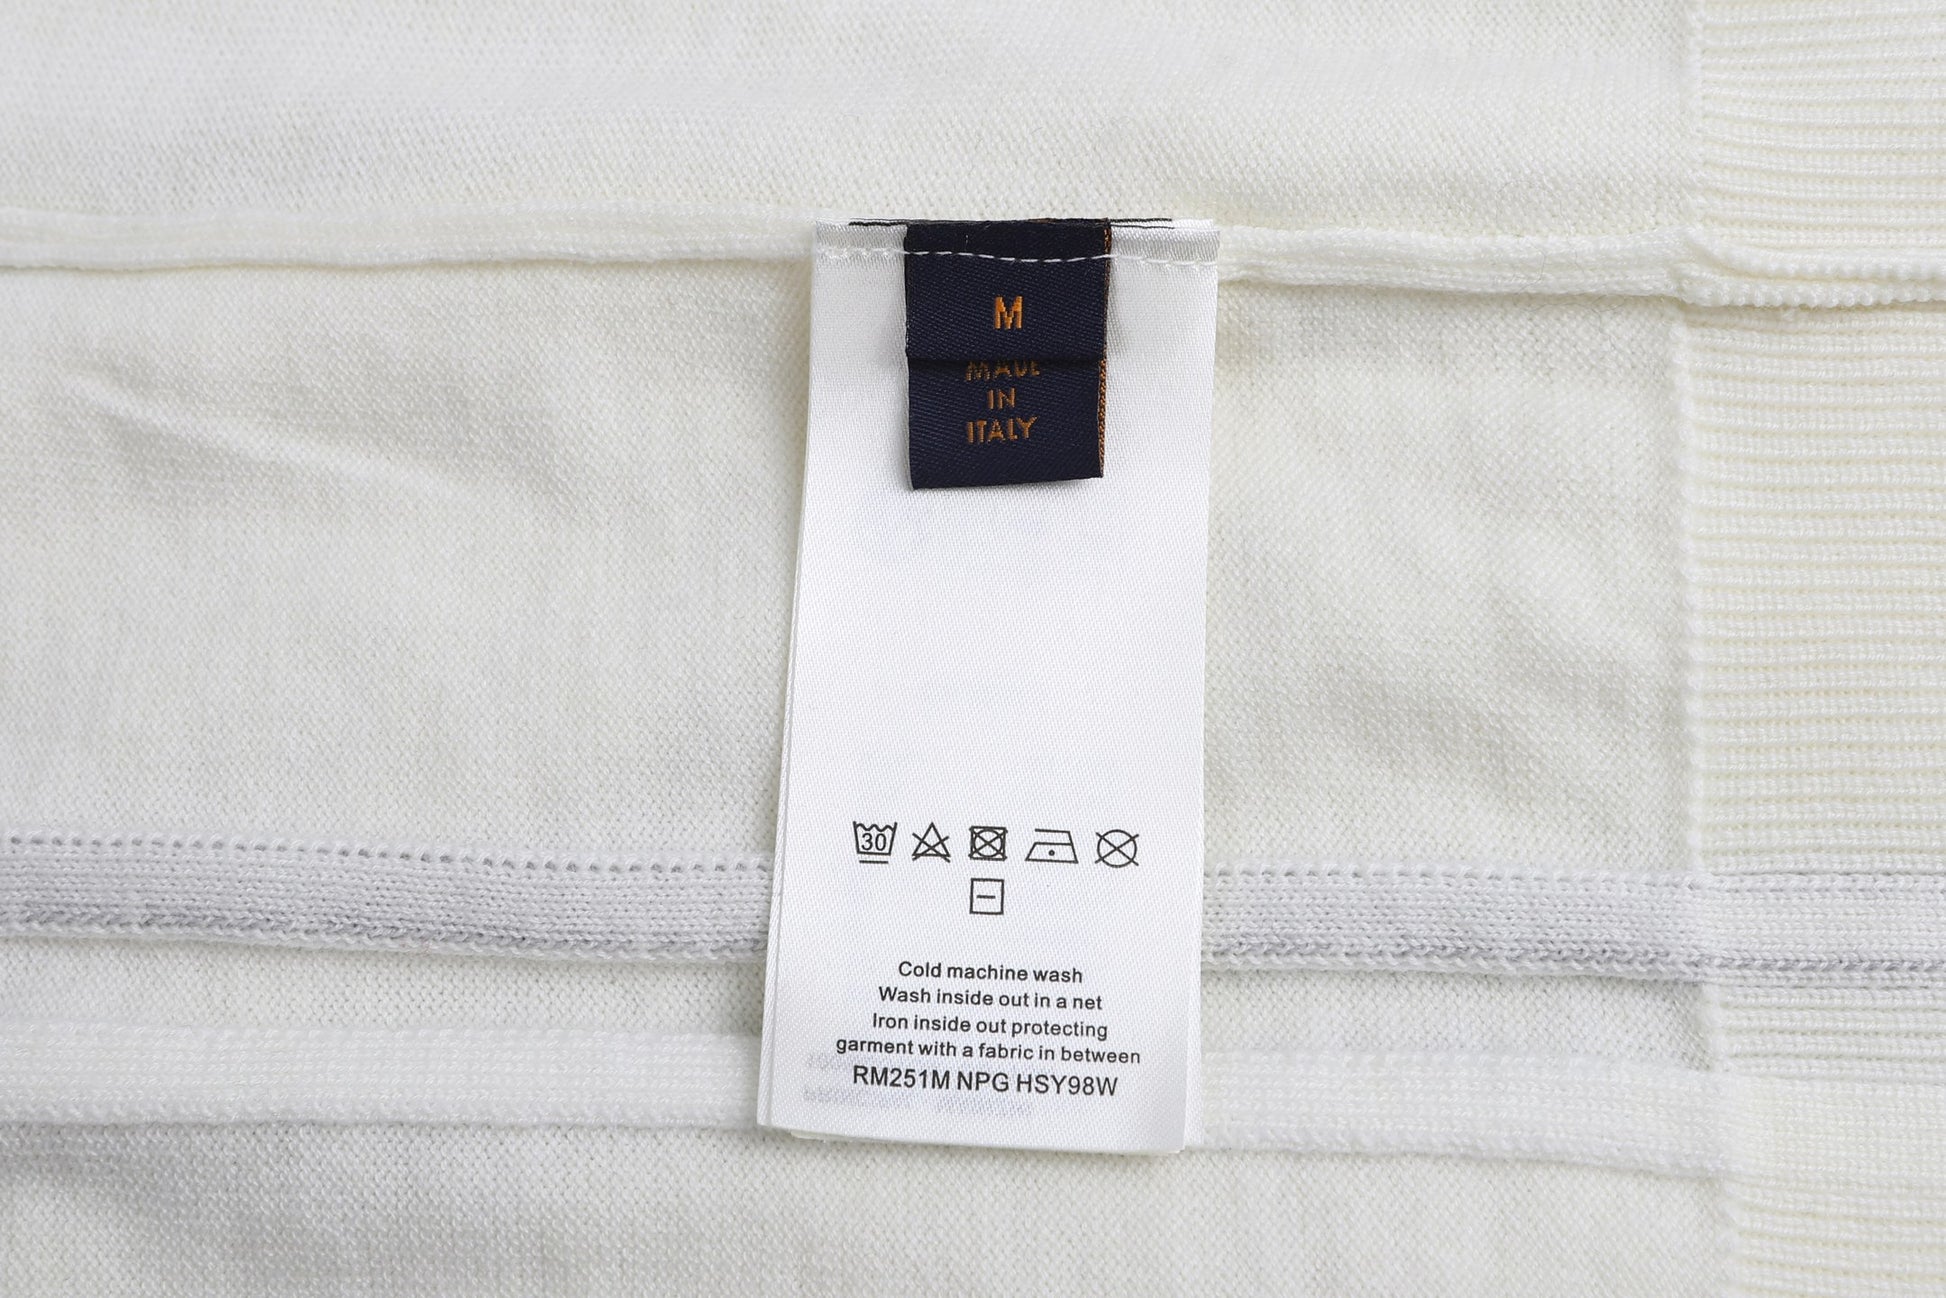 M
MADE
IN
ITALY
30
Cold machine wash
Wash inside out in a net
Iron inside out protecting
garment with a fabric in between
RM251M NPG HSY98W